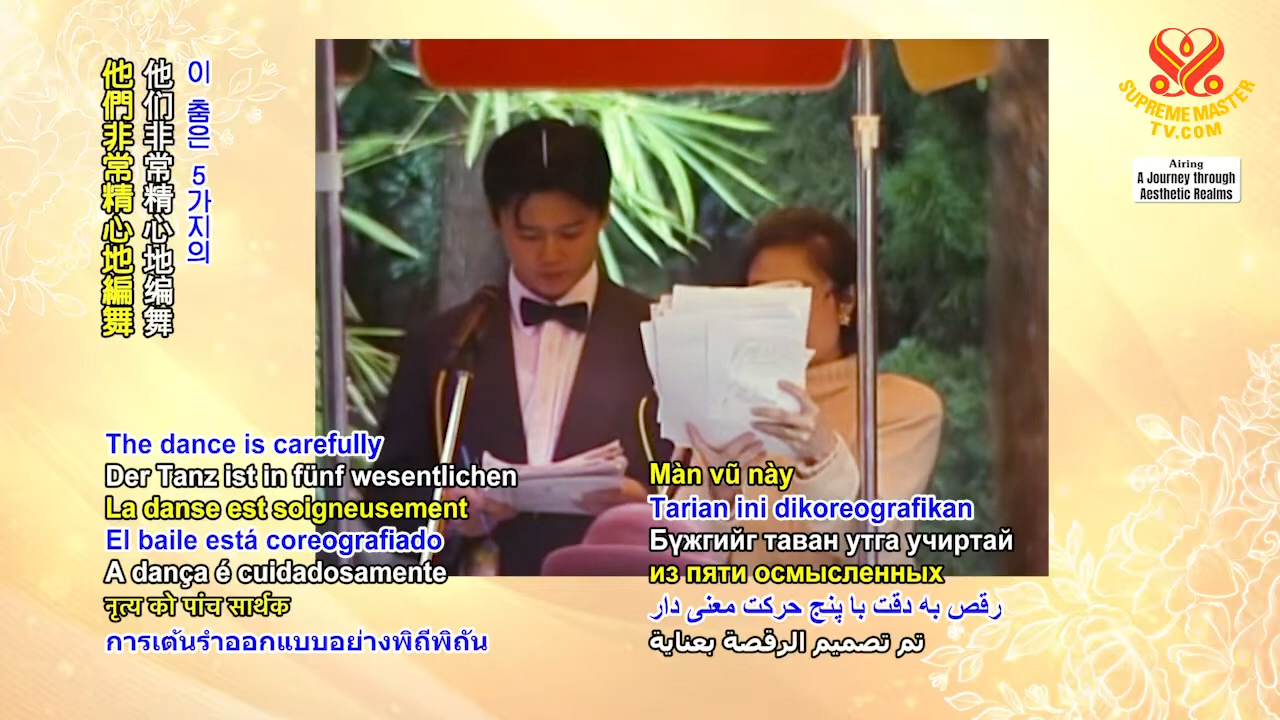 他們非常精心地編舞
他们非常精心地编舞
이 춤은 5가지의
SUPREME MASTER
TV.COM
Airing
A Journey through
Aesthetic Realms
The dance is carefully
Der Tanz ist in fünf wesentlichen
La danse est soigneusement
El baile está coreografiado
A dança é cuidadosamente
नृत्य को पांच सार्थक
การเต้นรำออกแบบอย่างพิถีพิถัน
Màn vũ này
Tarian ini dikoreografikan
Бүжгийг таван утга учиртай
из пяти осмысленных
رقص به دقت با پنج حرکت معنی دار
تم تصميم الرقصة بعناية